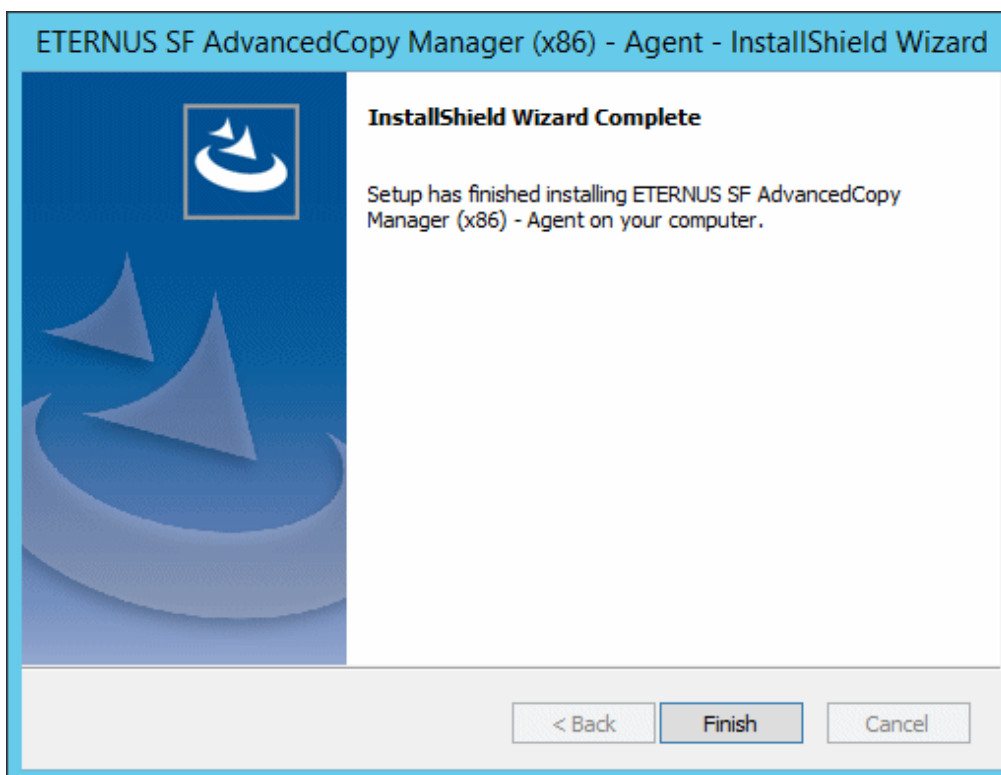 ETERNUS SF AdvancedCopy Manager (x86) - Agent - InstallShield Wizard
InstallShield Wizard Complete
Setup has finished installing ETERNUS SF AdvancedCopy
Manager (x86) - Agent on your computer.
< Back Finish Cancel